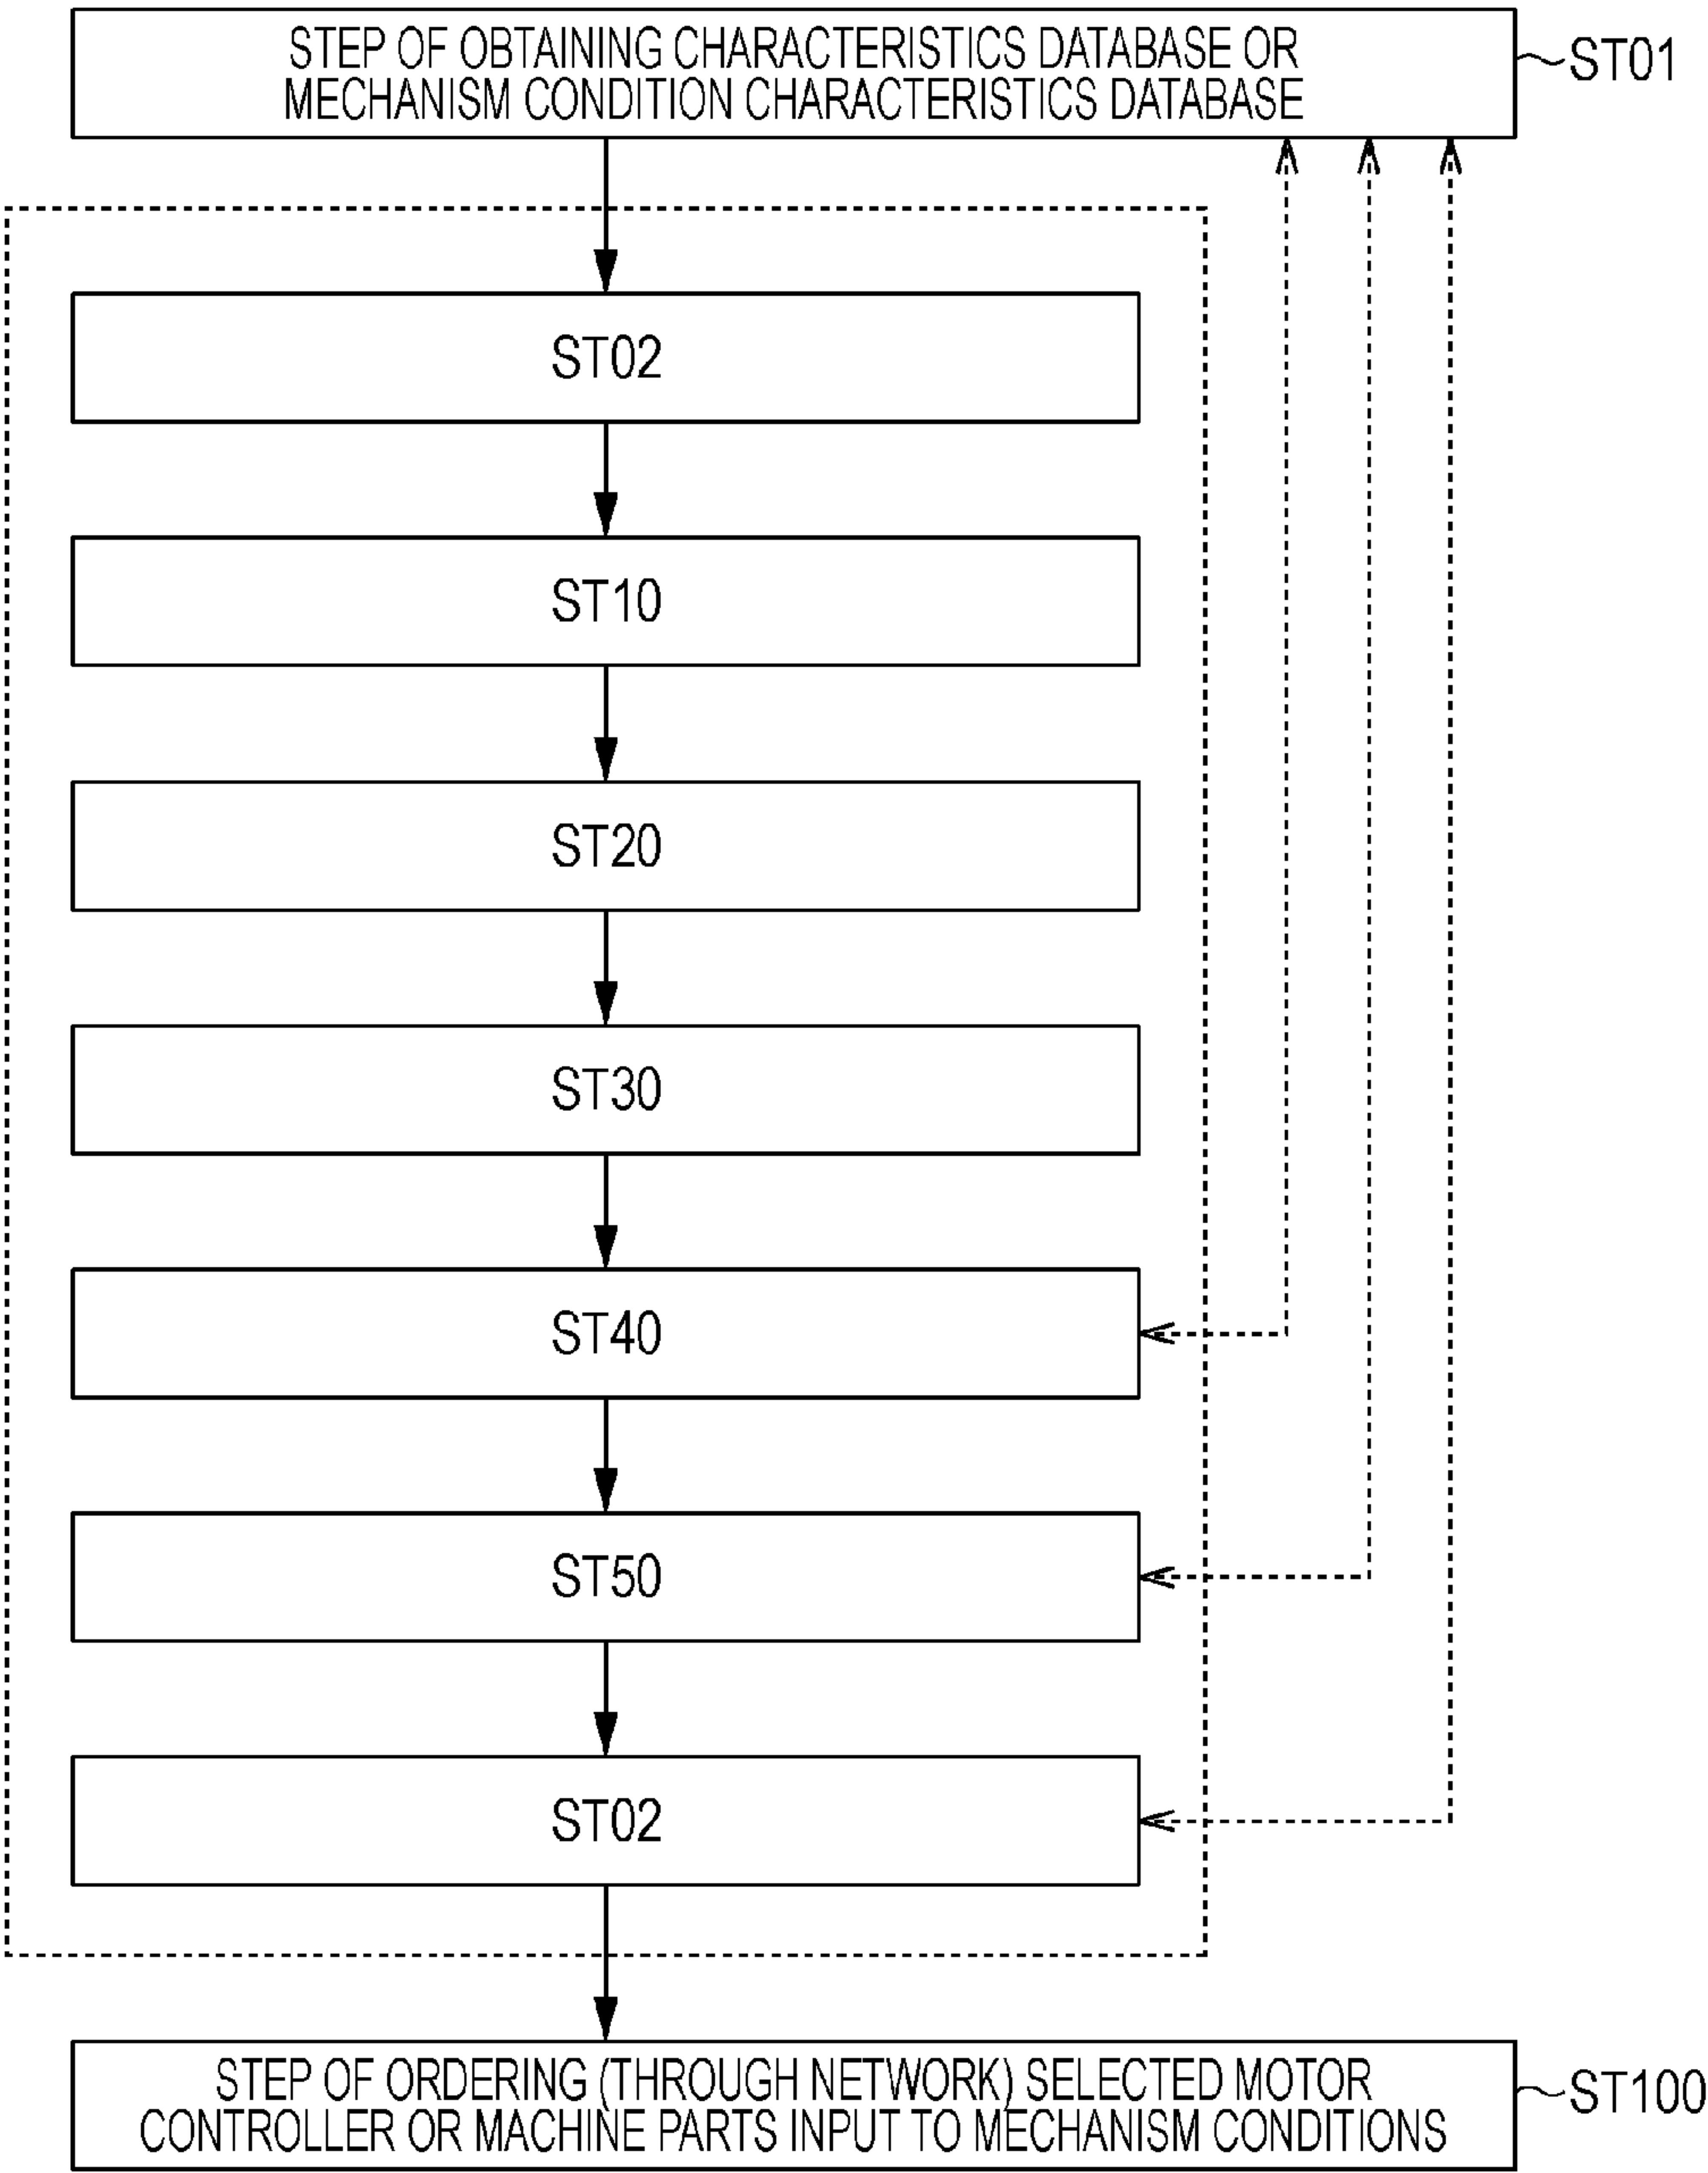 STEP OF OBTAINING CHARACTERISTICS DATABASE OR
MECHANISM CONDITION CHARACTERISTICS DATABASE
ST01
ST02
ST10
ST20
ST30
ST40
ST50
ST02
STEP OF ORDERING (THROUGH NETWORK) SELECTED MOTOR
CONTROLLER OR MACHINE PARTS INPUT TO MECHANISM CONDITIONS
ST100